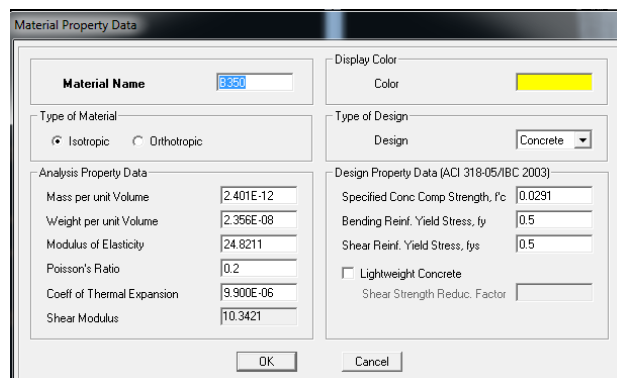 Material Property Data
Display Color
Material Name B350
Color
Type of Material
Isotropic Orthotropic
Type of Design
Design Concrete
Analysis Property Data
Mass per unit Volume 2.401E-12
Weight per unit Volume 2.356E-08
Modulus of Elasticity 24.8211
Poisson's Ratio 0.2
Coeff of Thermal Expansion 9.900E-06
Shear Modulus 10.3421
Design Property Data (ACI 318-05/IBC 2003)
Specified Conc Comp Strength, f'c 0.0291
Bending Reinf. Yield Stress, fy 0.5
Shear Reinf. Yield Stress, fys 0.5
Lightweight Concrete
Shear Strength Reduc. Factor
OK Cancel